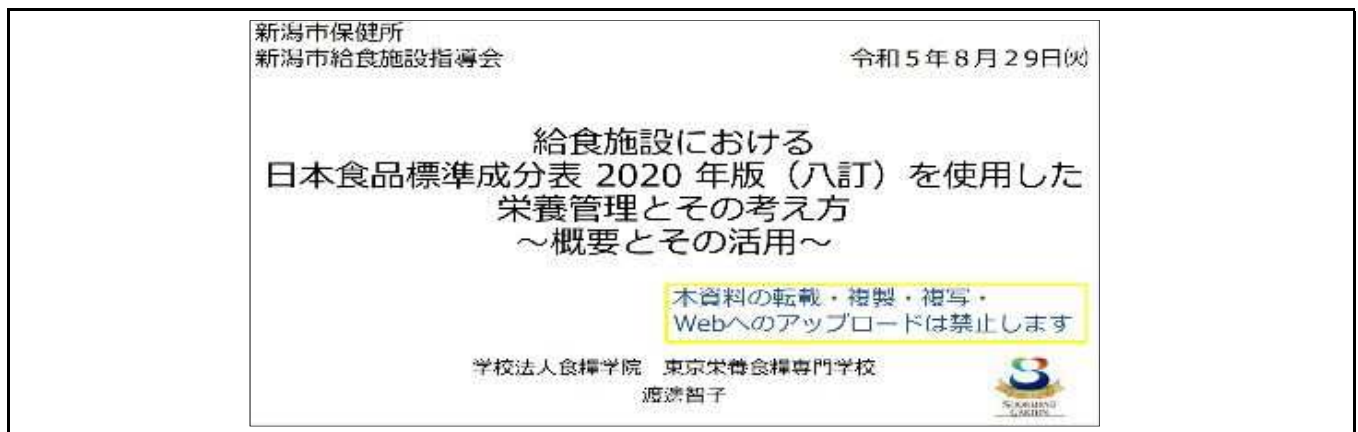 新潟市保健所
新潟市給食施設指導会
令和5年8月29日㈫
給食施設における
日本食品標準成分表 2020 年版（八訂）を使用した
栄養管理とその考え方
～概要とその活用～
本資料の転載・複製・複写・
Webへのアップロードは禁止します
学校法人食糧学院 東京栄養食糧専門学校
渡邊智子